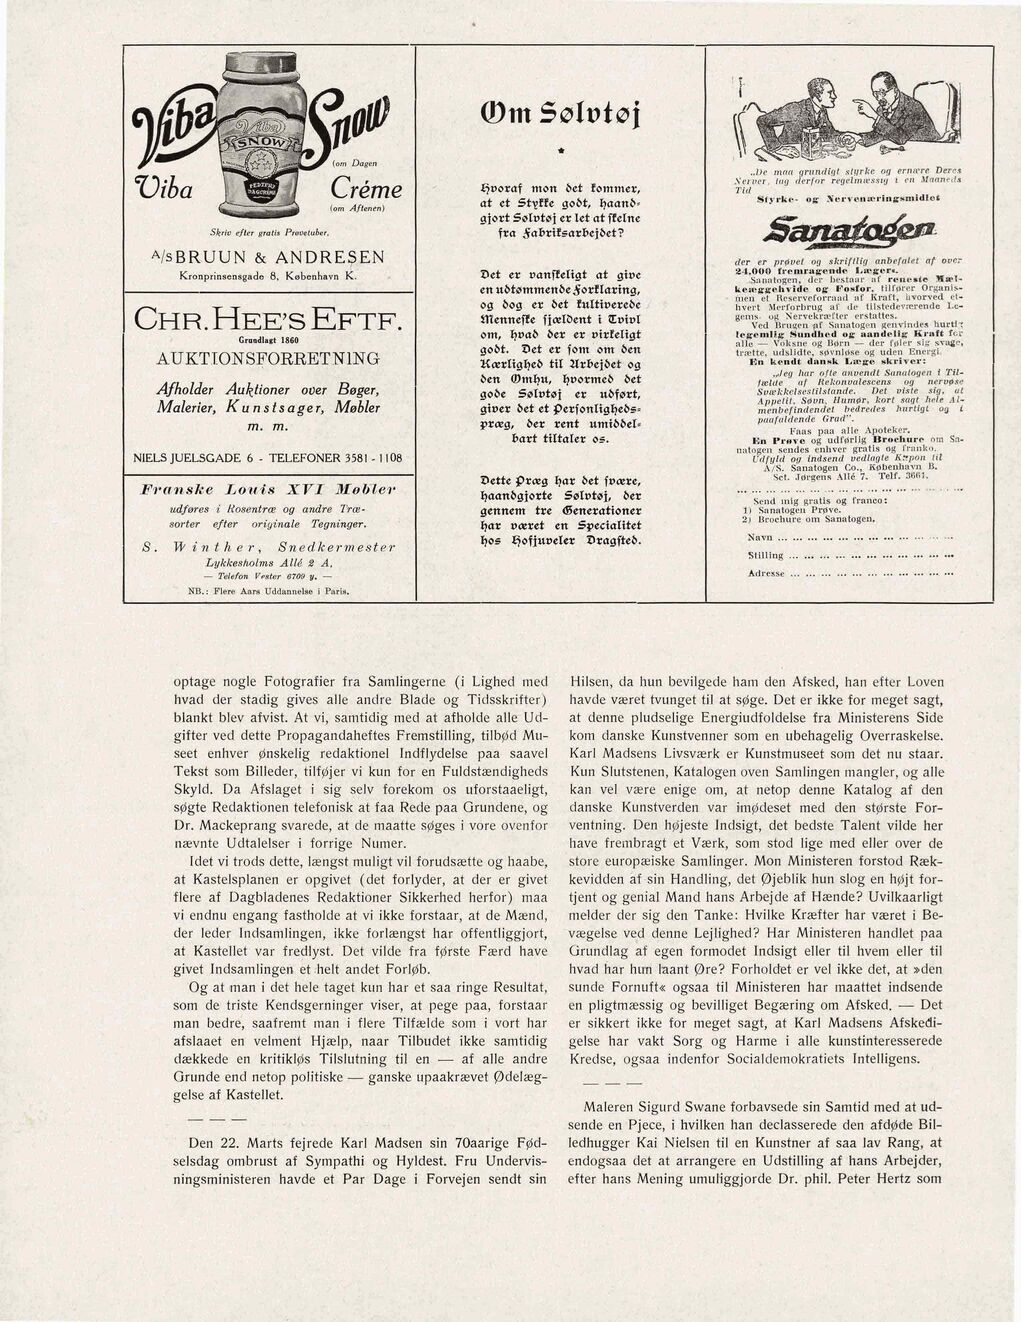 Viba
Snow
Viba
SNOW
(om Dagen
Viba
Créme
(om Aftenen)
Skriv efter gratis Prøvetuber.
A/S BRUUN & ANDRESEN
Kronprinsensgade 8, København K.
CHR. HEE'S EFTF.
Grundlagt 1860
AUKTIONSFORRETNING
Afholder Auktioner over Bøger,
Malerier, Kunstsager, Møbler
m. m.
NIELS JUELSGADE 6 - TELEFONER 3581 - 1108
Franske Louis XVI Møbler
udføres i Rosentræ og andre Træ-
sorter efter originale Tegninger.
S. Winther, Snedkermester
Lykkesholms Allé 2 A.
— Telefon Vester 6709 y. —
NB.: Flere Aars Uddannelse i Paris.
Om Sølvtøj
*
Hvoraf mon det kommer,
at et Stykke godt, haand-
gjort Sølvtøj er let at skelne
fra Fabriksarbejdet?
Det er vanskeligt at give
en udtømmende Forklaring,
og dog er det kultiverede
Menneske sjældent i Tvivl
om, hvad der er virkeligt
godt. Det er som om den
Kærlighed til Arbejdet og
den Omhu, hvormed det
gode Sølvtøj er udført,
giver det et Personligheds-
præg, der rent umiddel-
bart tiltaler os.
Dette Præg har det svære,
haandgjorte Sølvtøj, der
gennem tre Generationer
har været en Specialitet
hos Hofjuveler Dragsted.
„De maa grundigt styrke og ernære Deres
Nerver, tag derfor regelmæssig i en Maaneds
Tid
Styrke- og Nervenæringsmidlet
Sanatogen
der er prøvet og skriftlig anbefalet af over
24,000 fremragende Læger.
Sanatogen, der bestaar af reneste Mæl-
keæggehvide og Fosfor, tilfører Organis-
men et Reserveforraad af Kraft, hvorved et-
hvert Merforbrug af de tilstedeværende Le-
gems- og Nervekræfter erstattes.
Ved Brugen af Sanatogen genvindes hurtig
legemlig Sundhed og aandelig Kraft for
alle — Voksne og Børn — der føler sig svage,
trætte, udslidte, søvnløse og uden Energi.
En kendt dansk Læge skriver:
„Jeg har ofte anvendt Sanatogen i Til-
fælde af Rekonvalescens og nervøse
Svækkelsestilstande. Det viste sig, at
Appetit, Søvn, Humør, kort sagt hele Al-
menbefindendet bedredes hurtigt og i
paafaldende Grad".
Faas paa alle Apoteker.
En Prøve og udførlig Brochure om Sa-
natogen sendes enhver gratis og franko.
Udfyld og indsend vedlagte Kupon til
A/S. Sanatogen Co., København B.
Sct. Jørgens Allé 7. Telf. 3661.
Send mig gratis og franco:
1) Sanatogen Prøve.
2) Brochure om Sanatogen.
Navn ... ... ... ... ... ... ... ... ... ... ...
Stilling ... ... ... ... ... ... ... ... ... ... ...
Adresse ... ... ... ... ... ... ... ... ... ... ...
optage nogle Fotografier fra Samlingerne (i Lighed med
hvad der stadig gives alle andre Blade og Tidsskrifter)
blankt blev afvist. At vi, samtidig med at afholde alle Ud-
gifter ved dette Propagandaheftes Fremstilling, tilbød Mu-
seet enhver ønskelig redaktionel Indflydelse paa saavel
Tekst som Billeder, tilføjer vi kun for en Fuldstændigheds
Skyld. Da Afslaget i sig selv forekom os uforstaaeligt,
søgte Redaktionen telefonisk at faa Rede paa Grundene, og
Dr. Mackeprang svarede, at de maatte søges i vore ovenfor
nævnte Udtalelser i forrige Numer.
Idet vi trods dette, længst muligt vil forudsætte og haabe,
at Kastelsplanen er opgivet (det forlyder, at der er givet
flere af Dagbladenes Redaktioner Sikkerhed herfor) maa
vi endnu engang fastholde at vi ikke forstaar, at de Mænd,
der leder Indsamlingen, ikke forlængst har offentliggjort,
at Kastellet var fredlyst. Det vilde fra første Færd have
givet Indsamlingen et helt andet Forløb.
Og at man i det hele taget kun har et saa ringe Resultat,
som de triste Kendsgerninger viser, at pege paa, forstaar
man bedre, saafremt man i flere Tilfælde som i vort har
afslaaet en velment Hjælp, naar Tilbudet ikke samtidig
dækkede en kritikløs Tilslutning til en — af alle andre
Grunde end netop politiske — ganske upaakrævet Ødelæg-
gelse af Kastellet.
— — —
Den 22. Marts fejrede Karl Madsen sin 70aarige Fød-
selsdag ombrust af Sympathi og Hyldest. Fru Undervis-
ningsministeren havde et Par Dage i Forvejen sendt sin
Hilsen, da hun bevilgede ham den Afsked, han efter Loven
havde været tvunget til at søge. Det er ikke for meget sagt,
at denne pludselige Energiudfoldelse fra Ministerens Side
kom danske Kunstvenner som en ubehagelig Overraskelse.
Karl Madsens Livsværk er Kunstmuseet som det nu staar.
Kun Slutstenen, Katalogen oven Samlingen mangler, og alle
kan vel være enige om, at netop denne Katalog af den
danske Kunstverden var imødeset med den største For-
ventning. Den højeste Indsigt, det bedste Talent vilde her
have frembragt et Værk, som stod lige med eller over de
store europæiske Samlinger. Mon Ministeren forstod Ræk-
kevidden af sin Handling, det Øjeblik hun slog en højt for-
tjent og genial Mand hans Arbejde af Hænde? Uvilkaarligt
melder der sig den Tanke: Hvilke Kræfter har været i Be-
vægelse ved denne Lejlighed? Har Ministeren handlet paa
Grundlag af egen formodet Indsigt eller til hvem eller til
hvad har hun laant Øre? Forholdet er vel ikke det, at »den
sunde Fornuft« ogsaa til Ministeren har maattet indsende
en pligtmæssig og bevilliget Begæring om Afsked. — Det
er sikkert ikke for meget sagt, at Karl Madsens Afskedi-
gelse har vakt Sorg og Harme i alle kunstinteresserede
Kredse, ogsaa indenfor Socialdemokratiets Intelligens.
— — —
Maleren Sigurd Swane forbavsede sin Samtid med at ud-
sende en Pjece, i hvilken han declasserede den afdøde Bil-
ledhugger Kai Nielsen til en Kunstner af saa lav Rang, at
endogsaa det at arrangere en Udstilling af hans Arbejder,
efter hans Mening umuliggjorde Dr. phil. Peter Hertz som